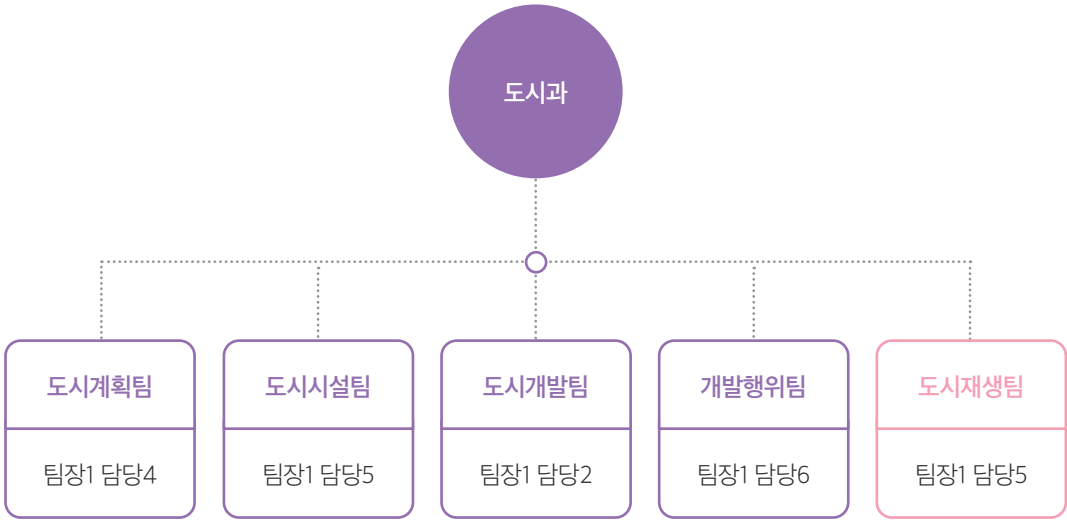 도시과
도시계획팀
팀장1 담당4
도시시설팀
팀장1 담당5
도시개발팀
팀장1 담당2
개발행위팀
팀장1 담당6
도시재생팀
팀장1 담당5